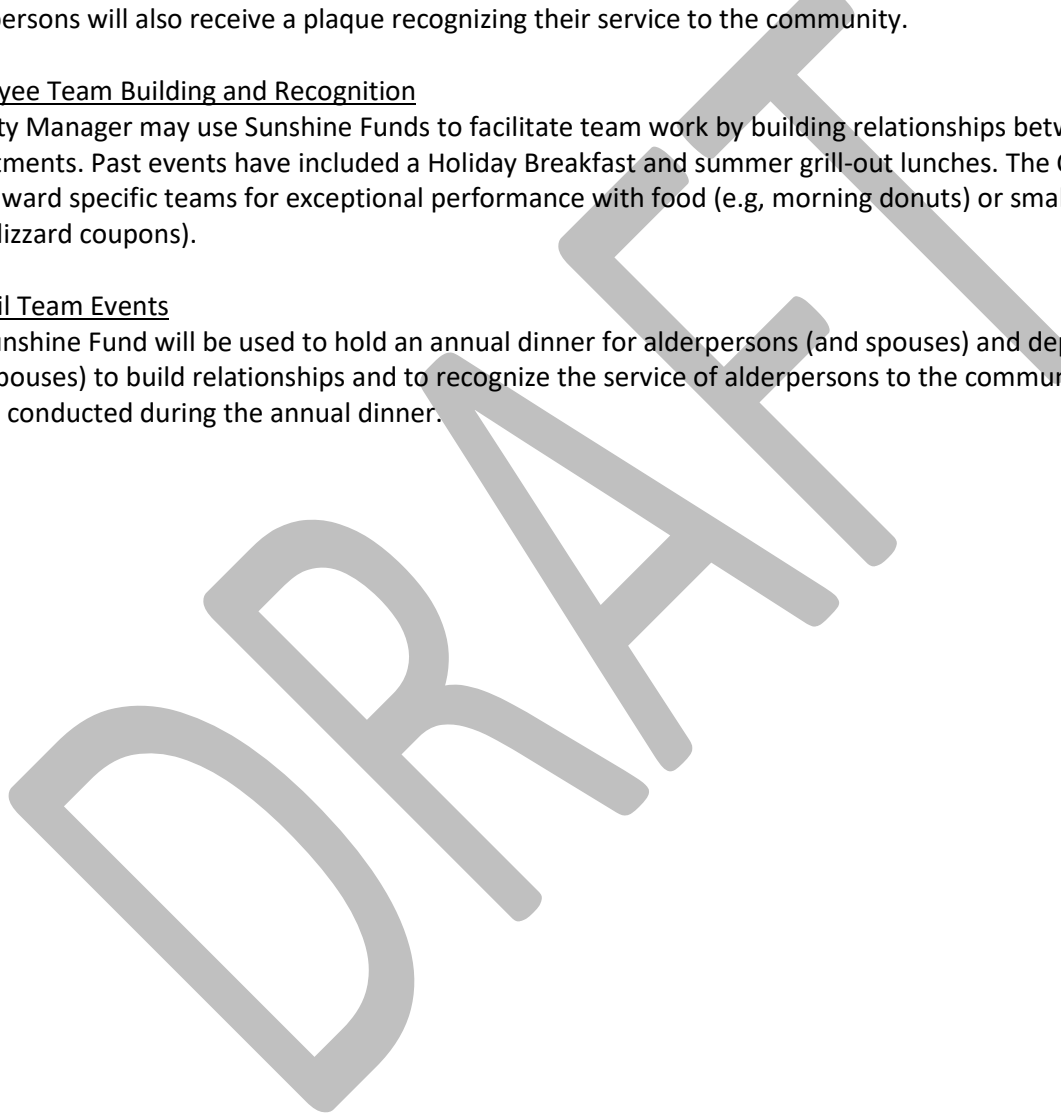 ersons will also receive a plaque recognizing their service to the community.
yee Team Building and Recognition
ty Manager may use Sunshine Funds to facilitate team work by building relationships betw
tments. Past events have included a Holiday Breakfast and summer grill-out lunches. The C
ward specific teams for exceptional performance with food (e.g, morning donuts) or smal
lizzard coupons).
il Team Events
unshine Fund will be used to hold an annual dinner for alderpersons (and spouses) and dep
pouses) to build relationships and to recognize the service of alderpersons to the commun
conducted during the annual dinner.
DRAFT